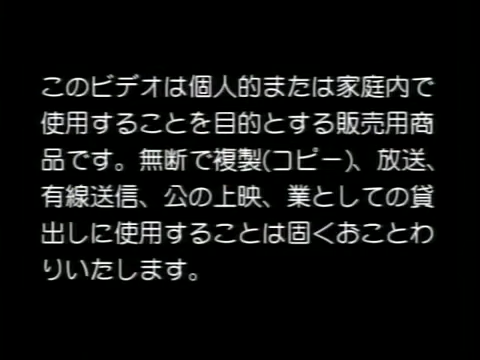 このビデオは個人的または家庭内で
使用することを目的とする販売用商
品です。無断で複製(コピー)、放送、
有線送信、公の上映、業としての貸
出しに使用することは固くおことわ
りいたします。